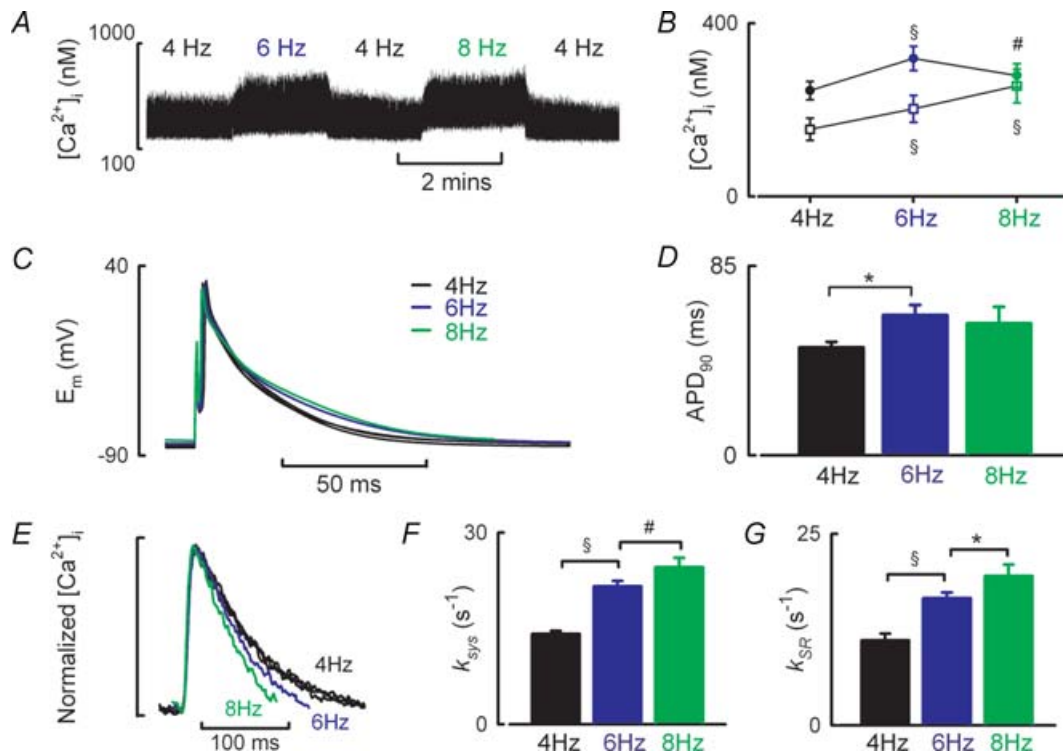 A
[Ca²⁺]ᵢ (nM)
1000
100
4 Hz 6 Hz 4 Hz 8 Hz 4 Hz
2 mins
B
[Ca²⁺]ᵢ (nM)
400
0
§ #
§ §
4Hz 6Hz 8Hz
C
Eₘ (mV)
40
-90
4Hz
6Hz
8Hz
50 ms
D
APD₉₀ (ms)
85
0
*
4Hz 6Hz 8Hz
E
Normalized [Ca²⁺]ᵢ
4Hz
8Hz 6Hz
100 ms
F
k_sys (s⁻¹)
30
0
§ #
4Hz 6Hz 8Hz
G
k_SR (s⁻¹)
25
0
§ *
4Hz 6Hz 8Hz